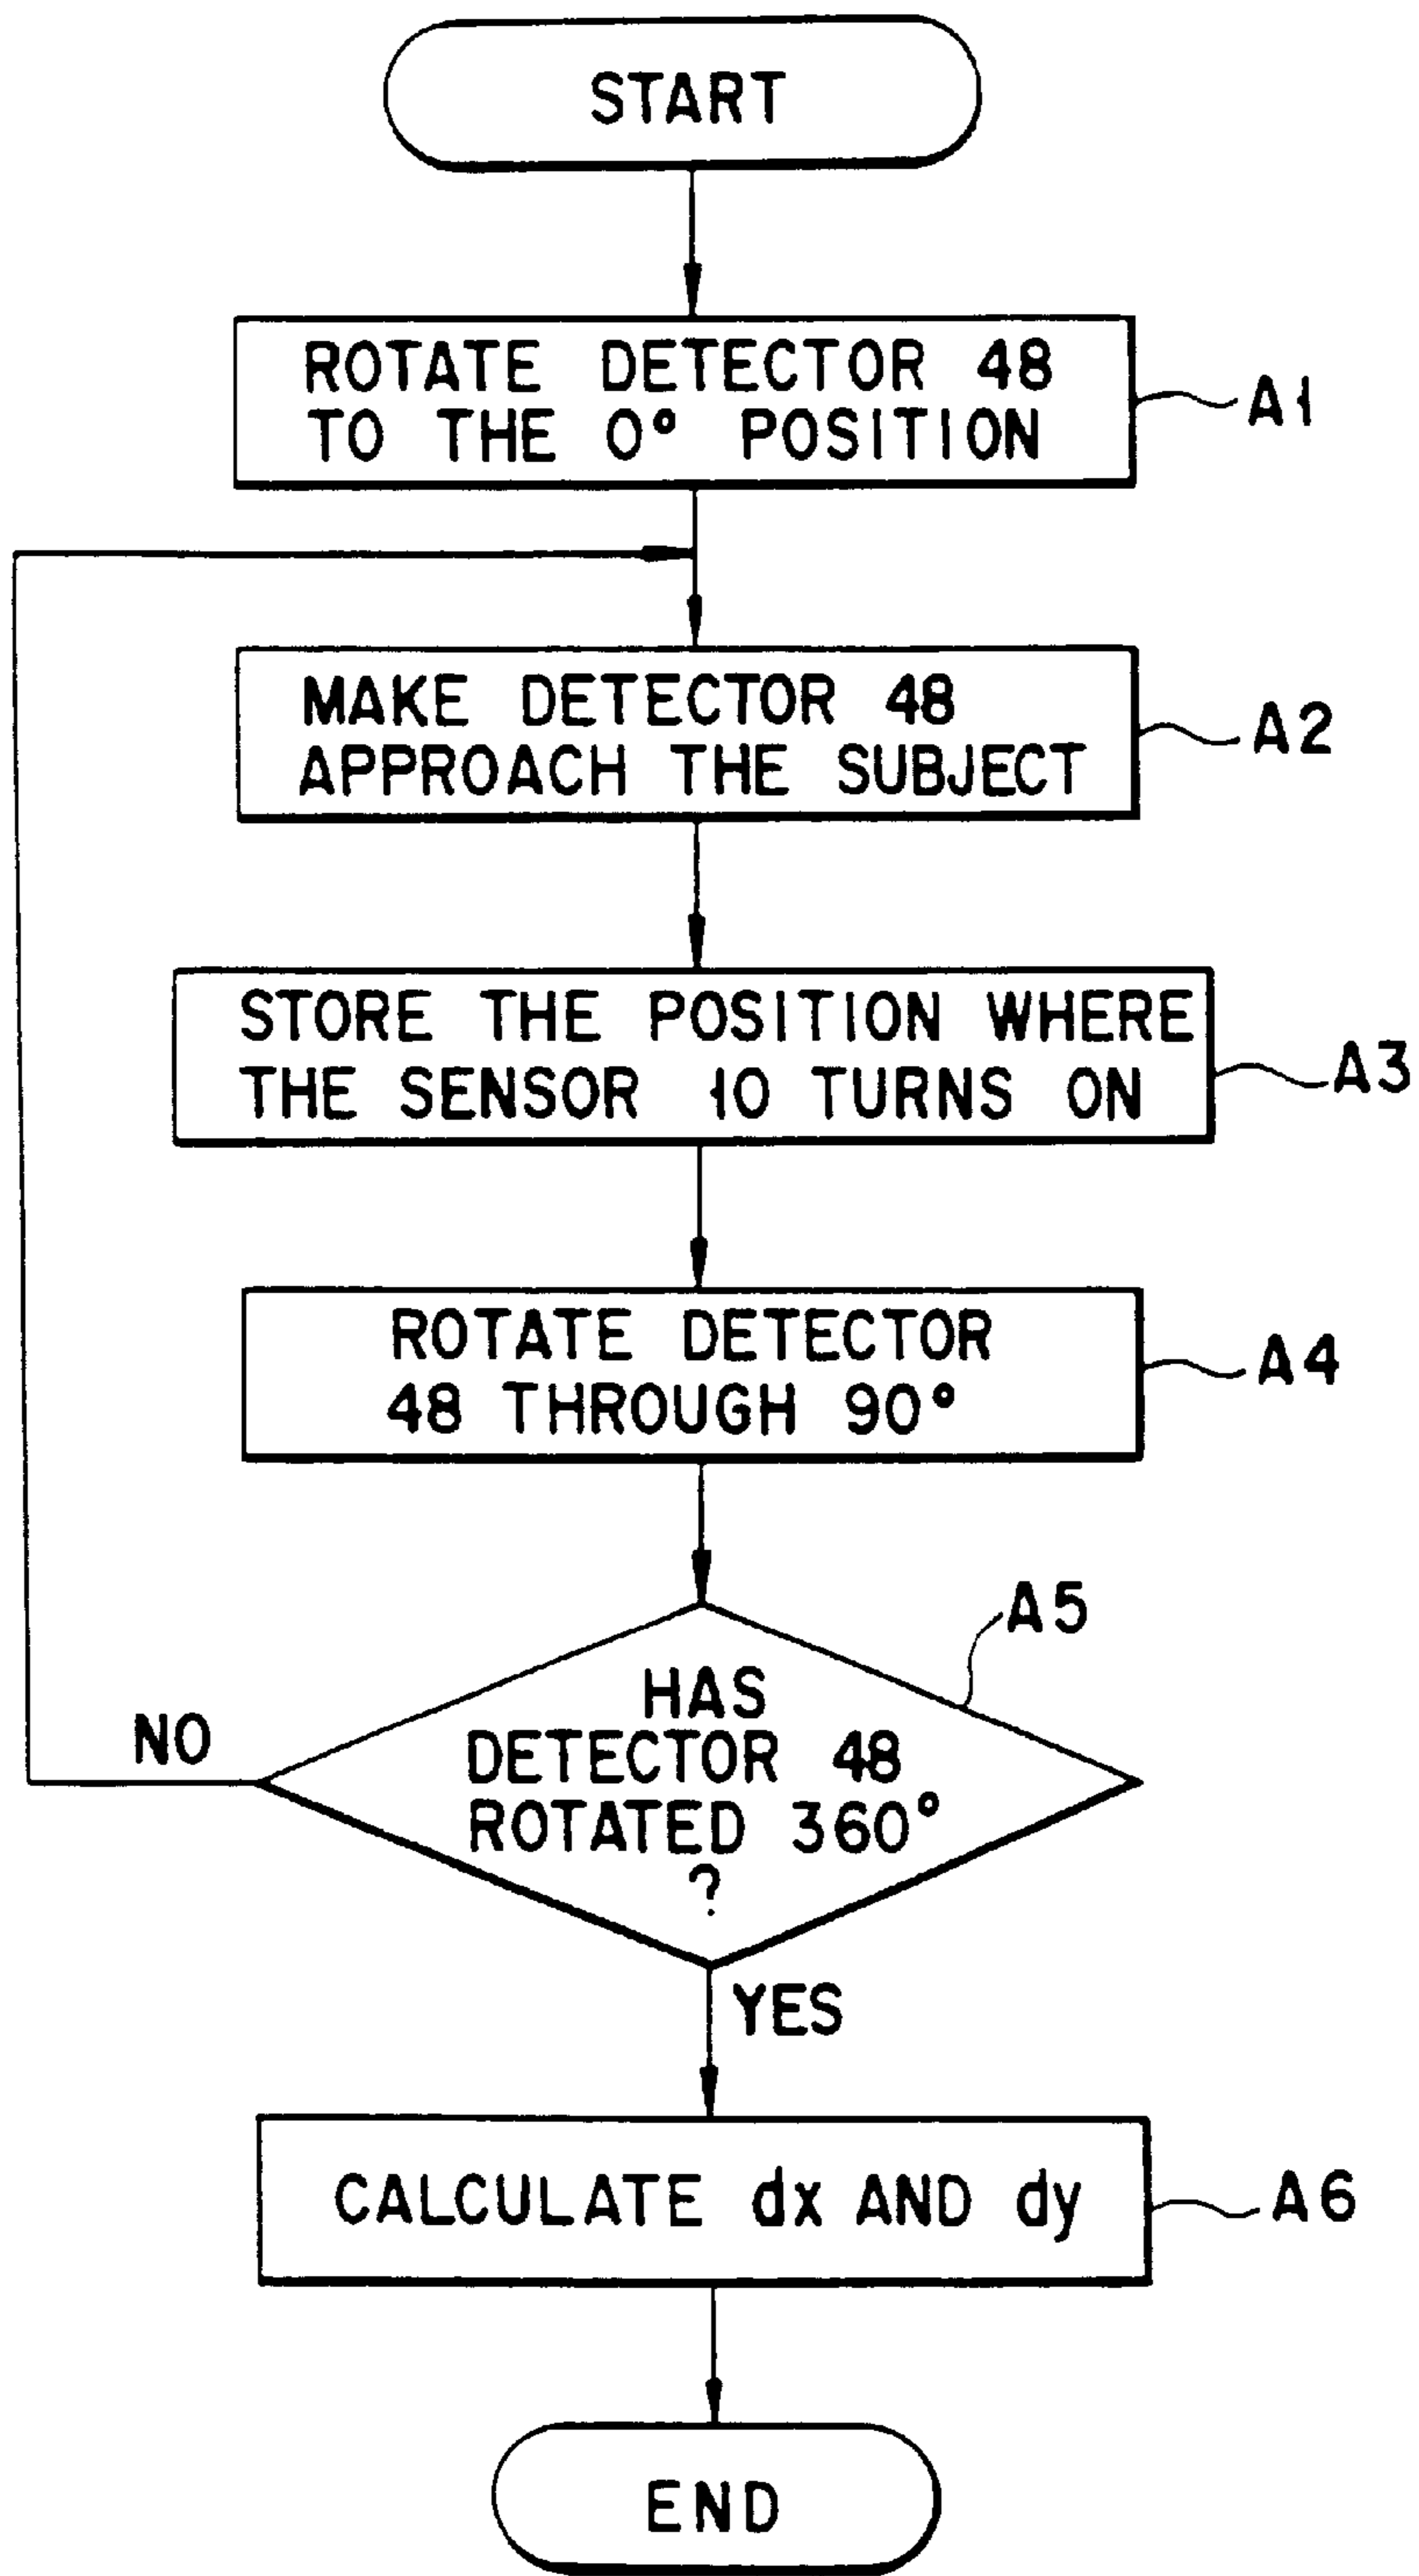 START
ROTATE DETECTOR 48
TO THE 0° POSITION
A1
MAKE DETECTOR 48
APPROACH THE SUBJECT
A2
STORE THE POSITION WHERE
THE SENSOR 10 TURNS ON
A3
ROTATE DETECTOR
48 THROUGH 90°
A4
A5
HAS
DETECTOR 48
ROTATED 360°
?
NO
YES
CALCULATE dx AND dy
A6
END